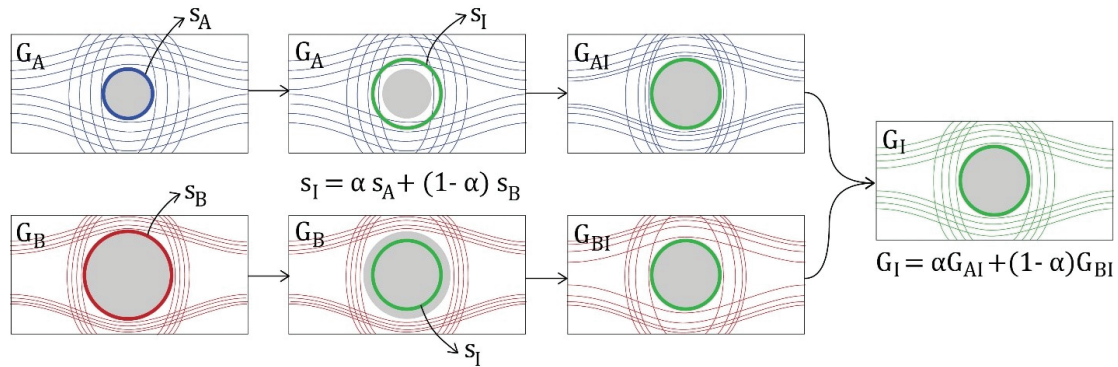 s_A
s_I
G_A
G_A
G_AI
G_I
s_I = α s_A + (1- α) s_B
s_B
G_B
G_B
G_BI
G_I = αG_AI +(1- α)G_BI
s_I